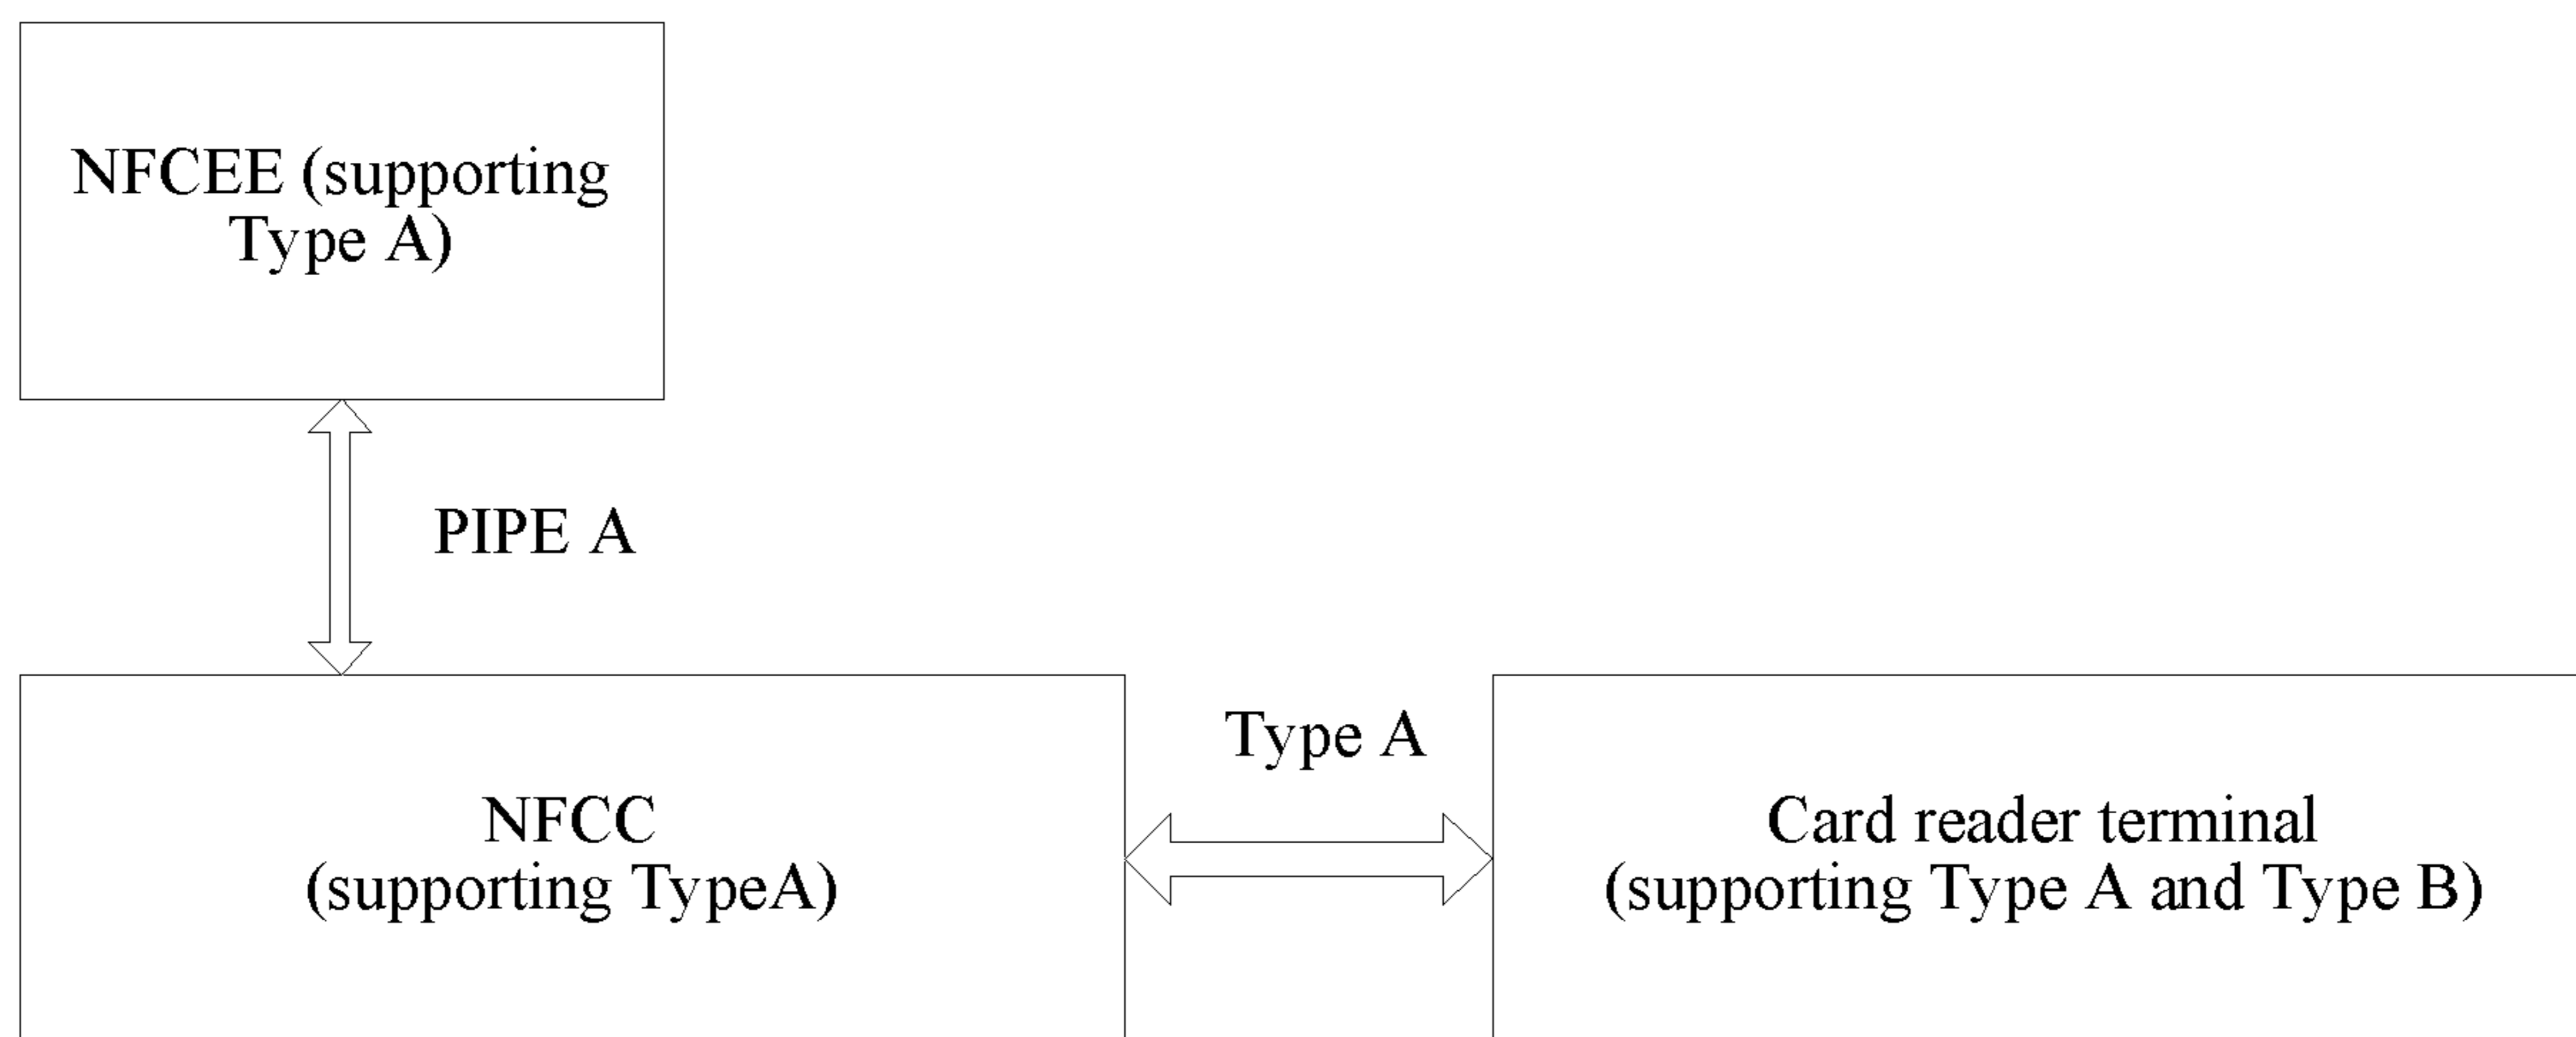 NFCEE (supporting
Type A)
PIPE A
Type A
NFCC
(supporting TypeA)
Card reader terminal
(supporting Type A and Type B)